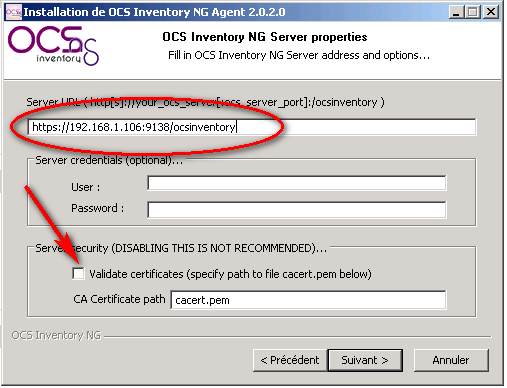 Installation de OCS Inventory NG Agent 2.0.2.0
OCS NG
inventory
OCS Inventory NG Server properties
Fill in OCS Inventory NG Server address and options...
Server URL ( http[s]://your_ocs_server[:ocs_server_port]:/ocsinventory )
https://192.168.1.106:9138/ocsinventory
Server credentials (optional)...
User :
Password :
Server security (DISABLING THIS IS NOT RECOMMENDED)...
Validate certificates (specify path to file cacert.pem below)
CA Certificate path cacert.pem
OCS Inventory NG
< Précédent Suivant > Annuler